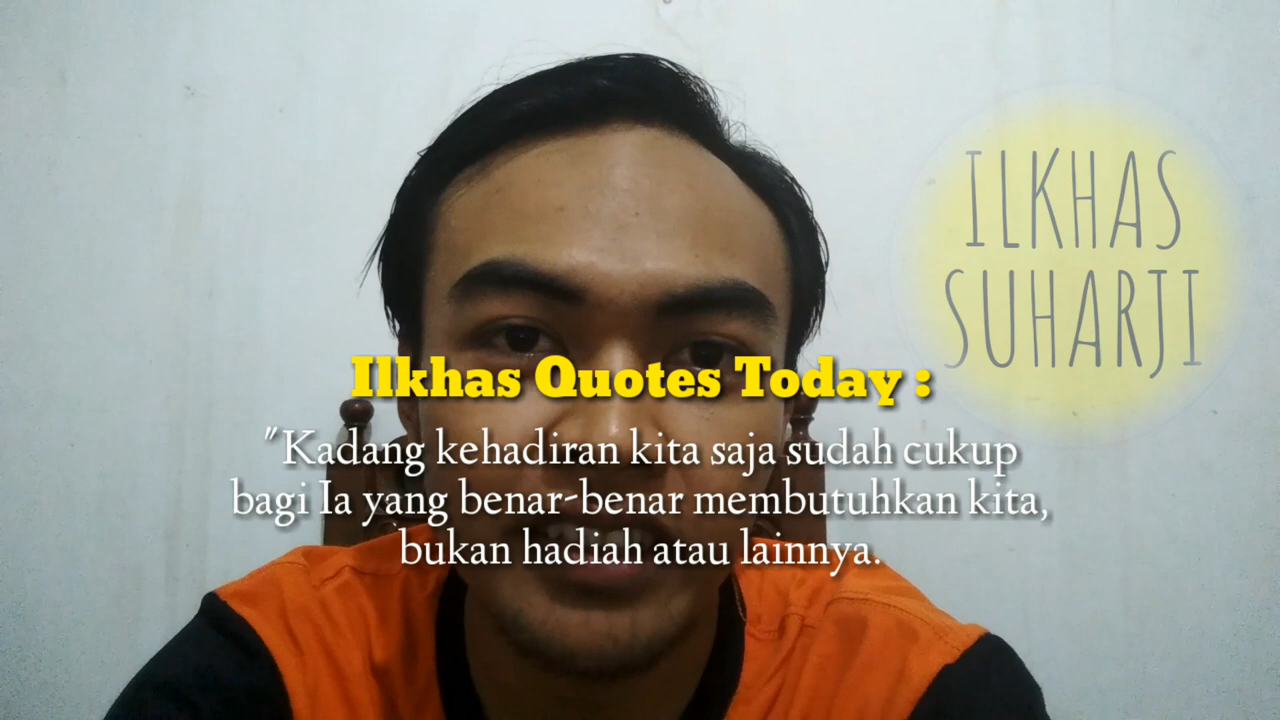 ILKHAS
SUHARJI
Ilkhas Quotes Today :
"Kadang kehadiran kita saja sudah cukup
bagi Ia yang benar-benar membutuhkan kita,
bukan hadiah atau lainnya.